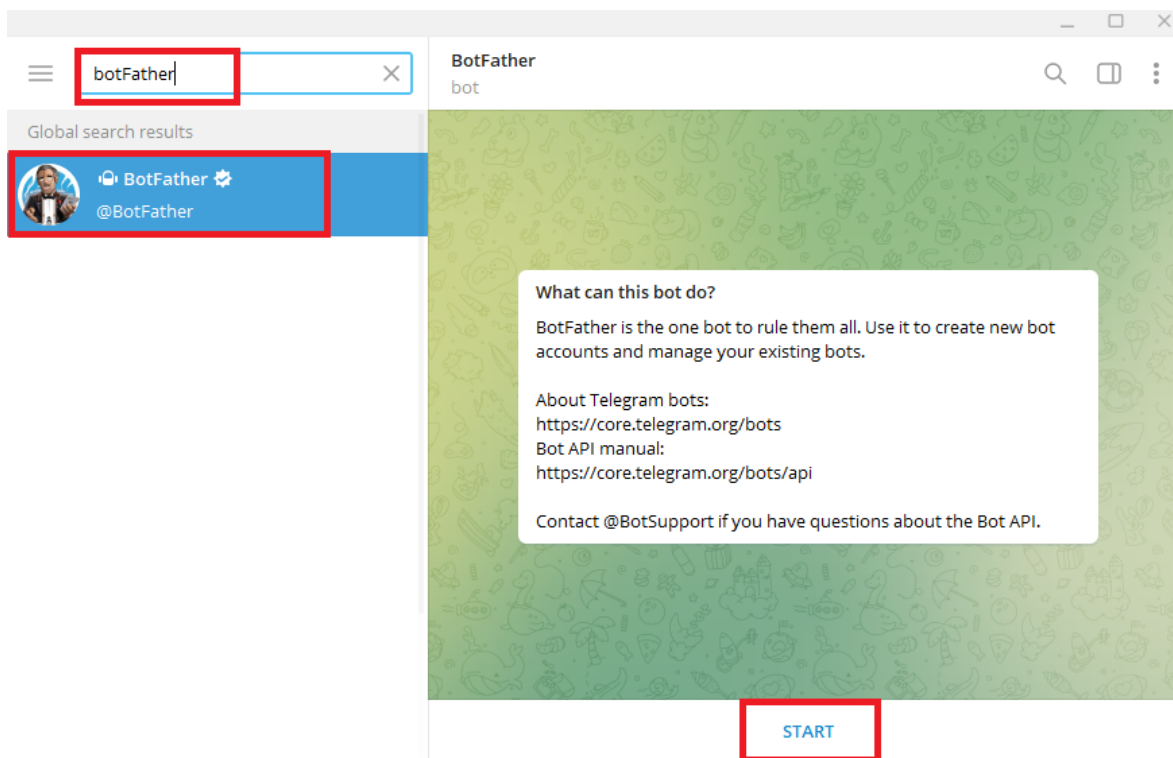 botFather
Global search results
BotFather
@BotFather
BotFather
bot
What can this bot do?
BotFather is the one bot to rule them all. Use it to create new bot
accounts and manage your existing bots.
About Telegram bots:
https://core.telegram.org/bots
Bot API manual:
https://core.telegram.org/bots/api
Contact @BotSupport if you have questions about the Bot API.
START